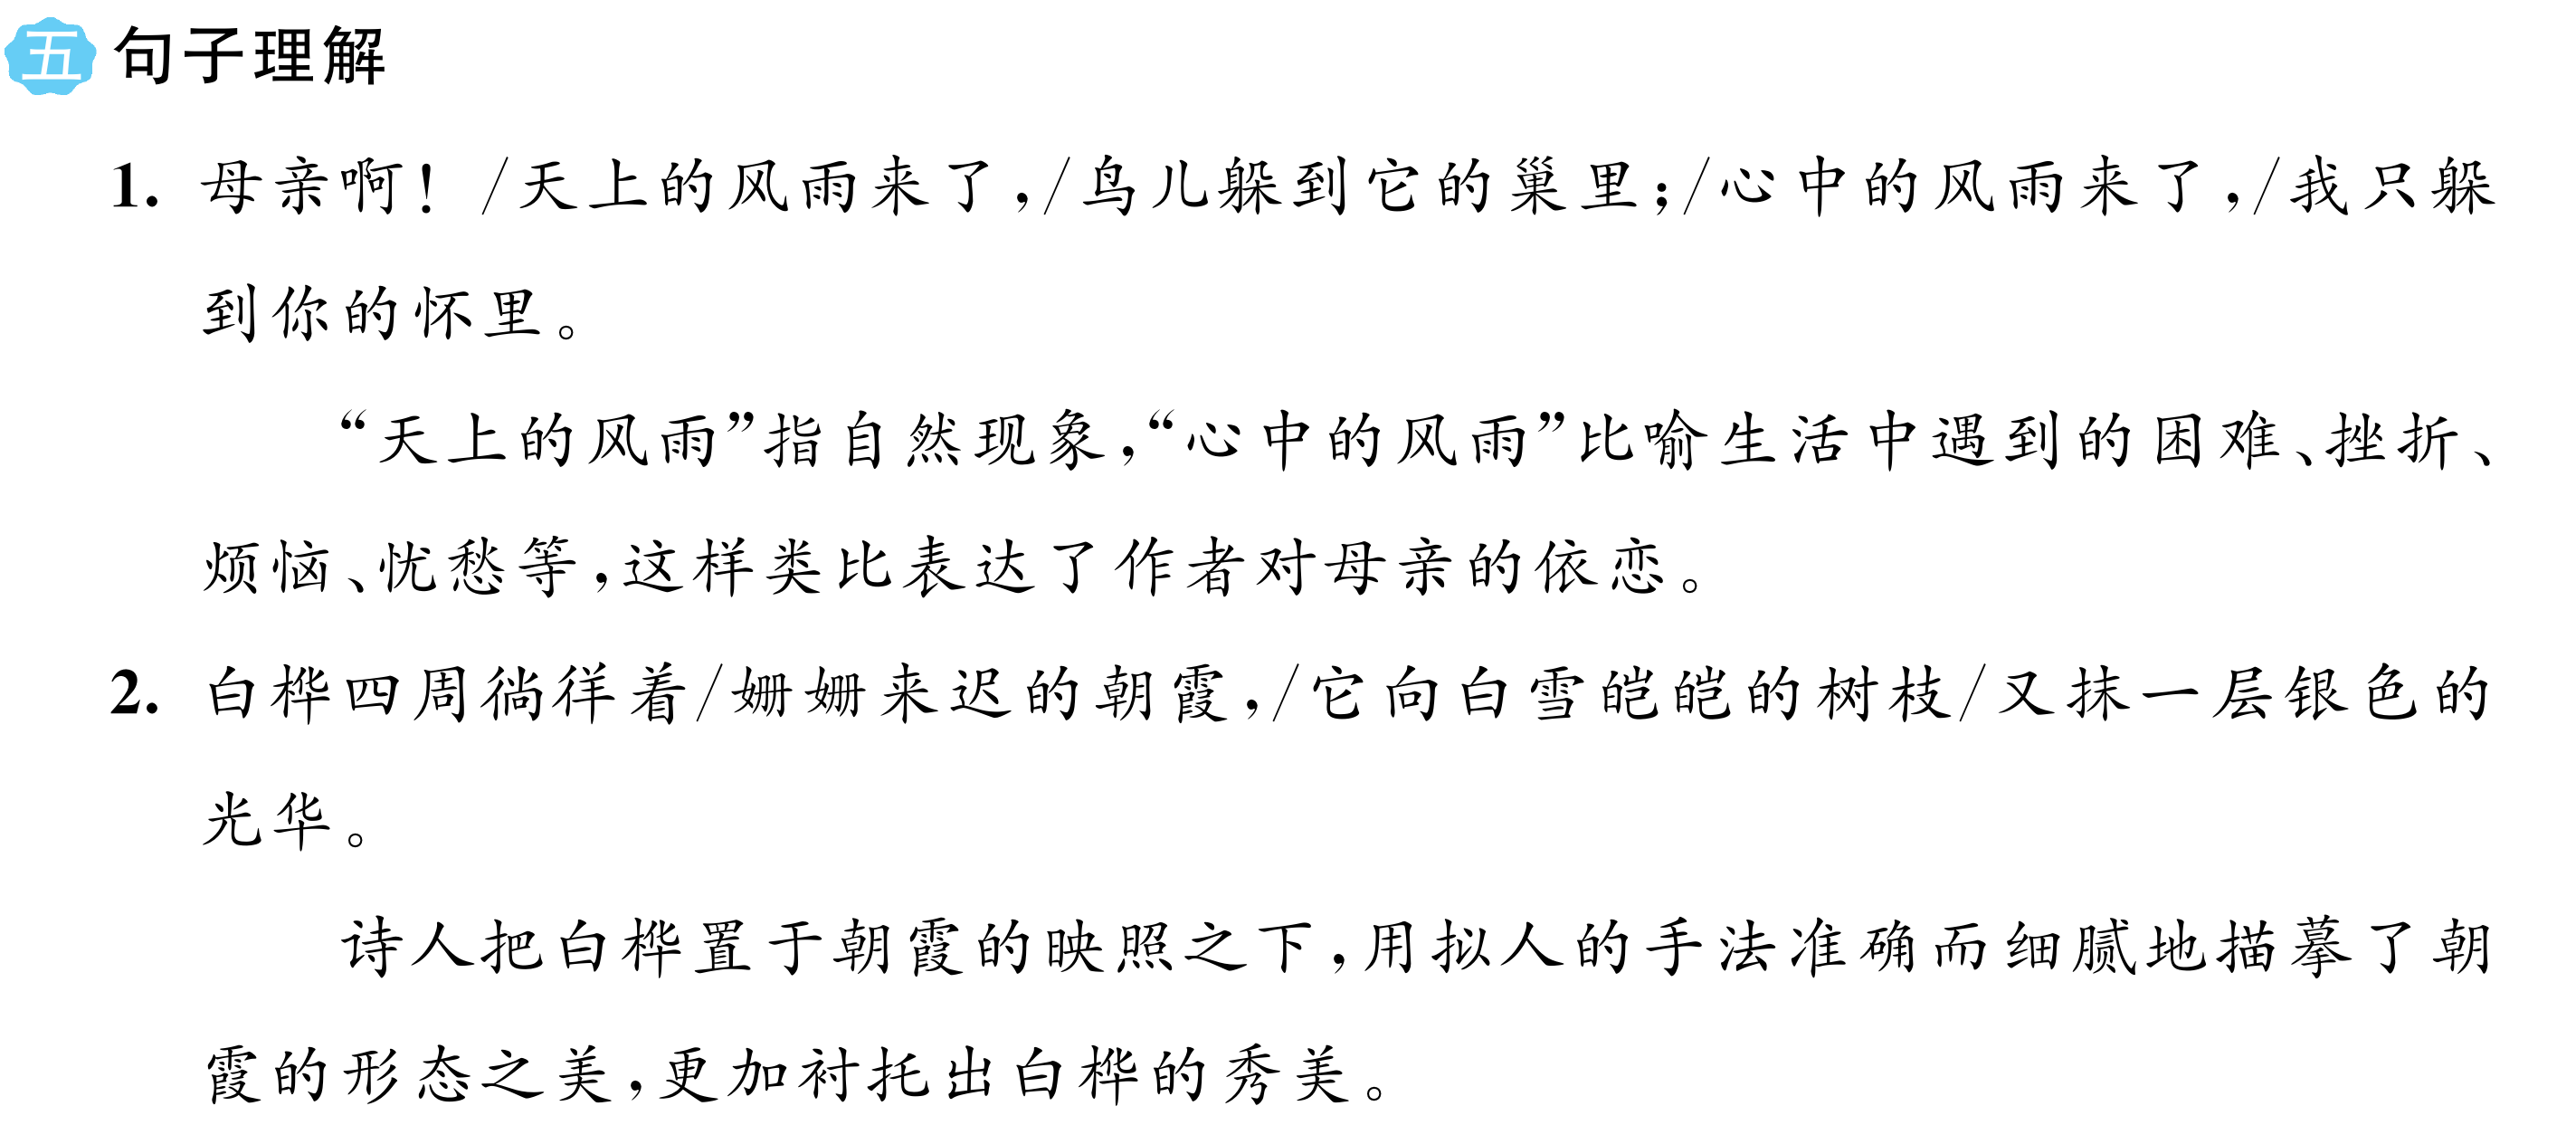 五 句子理解
1. 母亲啊！/天上的风雨来了,/鸟儿躲到它的巢里;/心中的风雨来了,/我只躲
到你的怀里。
“天上的风雨”指自然现象,“心中的风雨”比喻生活中遇到的困难、挫折、
烦恼、忧愁等,这样类比表达了作者对母亲的依恋。
2. 白桦四周徜徉着/姗姗来迟的朝霞,/它向白雪皑皑的树枝/又抹一层银色的
光华。
诗人把白桦置于朝霞的映照之下,用拟人的手法准确而细腻地描摹了朝
霞的形态之美,更加衬托出白桦的秀美。